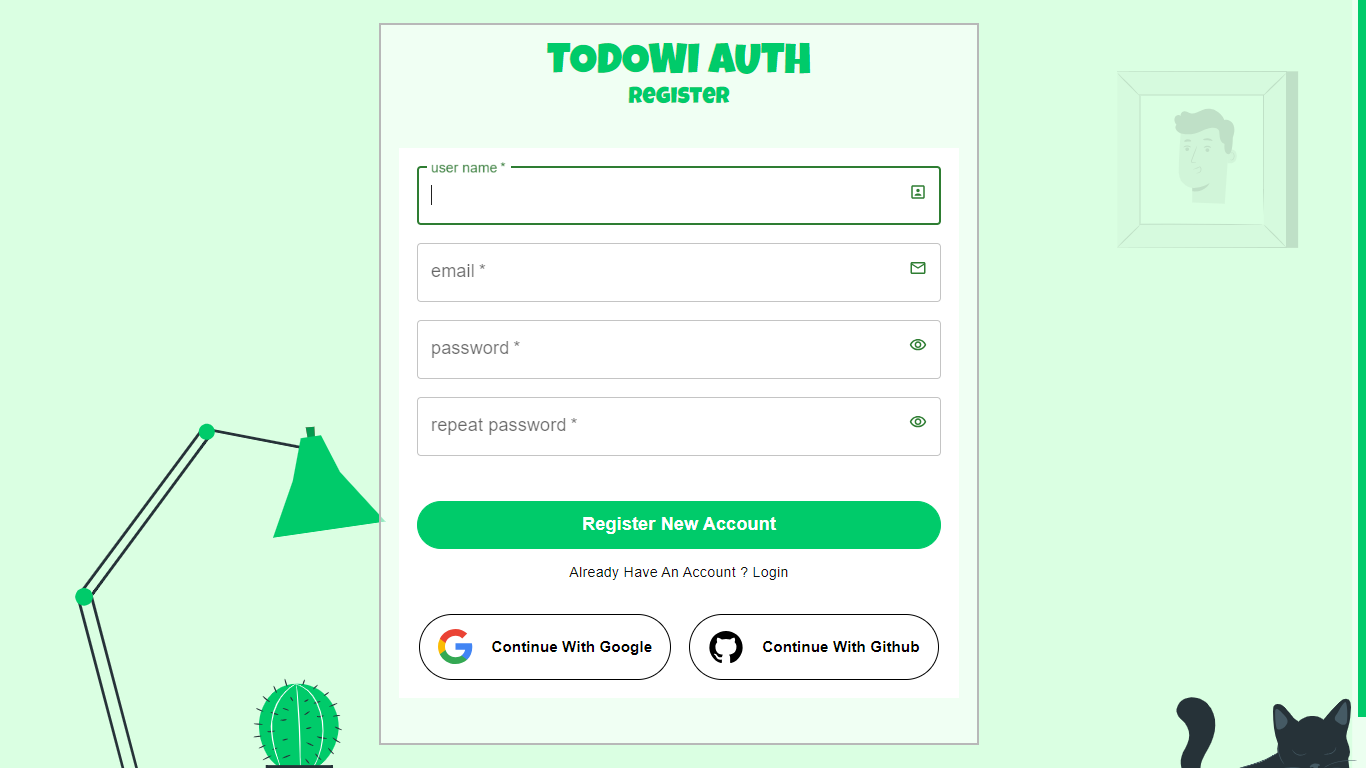 TODOWI AUTH
REGISTER
user name *
email *
password *
repeat password *
Register New Account
Already Have An Account ? Login
Continue With Google
Continue With Github